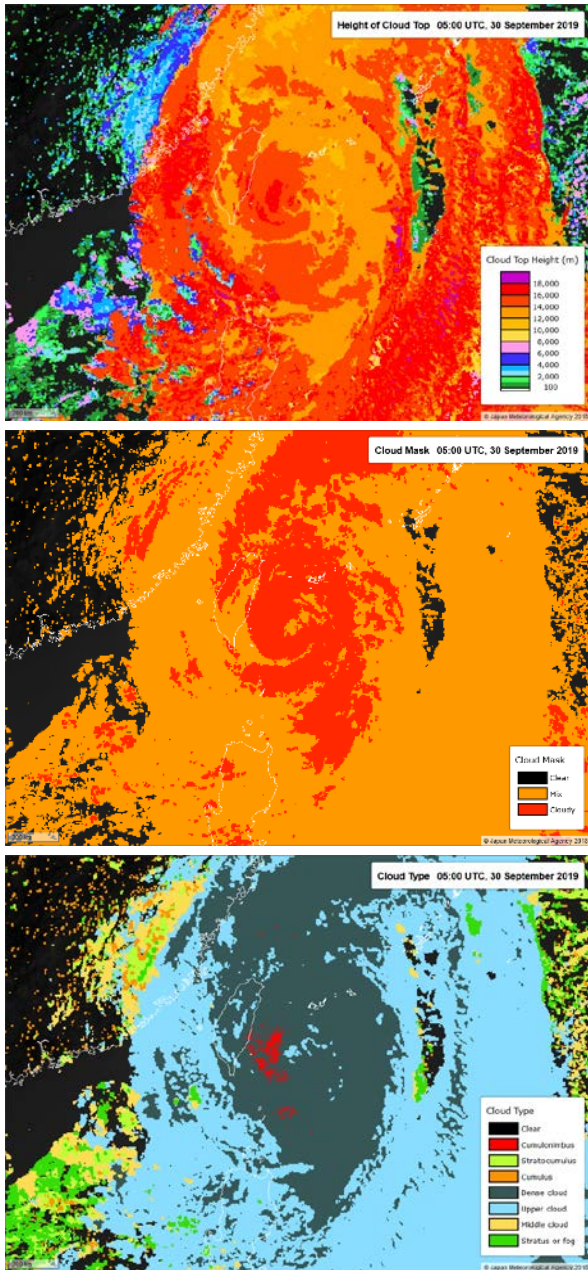 Height of Cloud Top 05:00 UTC, 30 September 2019
Cloud Top Height (m)
18,000
16,000
14,000
12,000
10,000
8,000
6,000
4,000
2,000
100
© Japan Meteorological Agency 2018
Cloud Mask 05:00 UTC, 30 September 2019
Cloud Mask
Clear
Mix
Cloudy
© Japan Meteorological Agency 2018
Cloud Type 05:00 UTC, 30 September 2019
Cloud Type
Clear
Cumulonimbus
Stratocumulus
Cumulus
Dense cloud
Upper cloud
Middle cloud
Stratus or fog
© Japan Meteorological Agency 2018